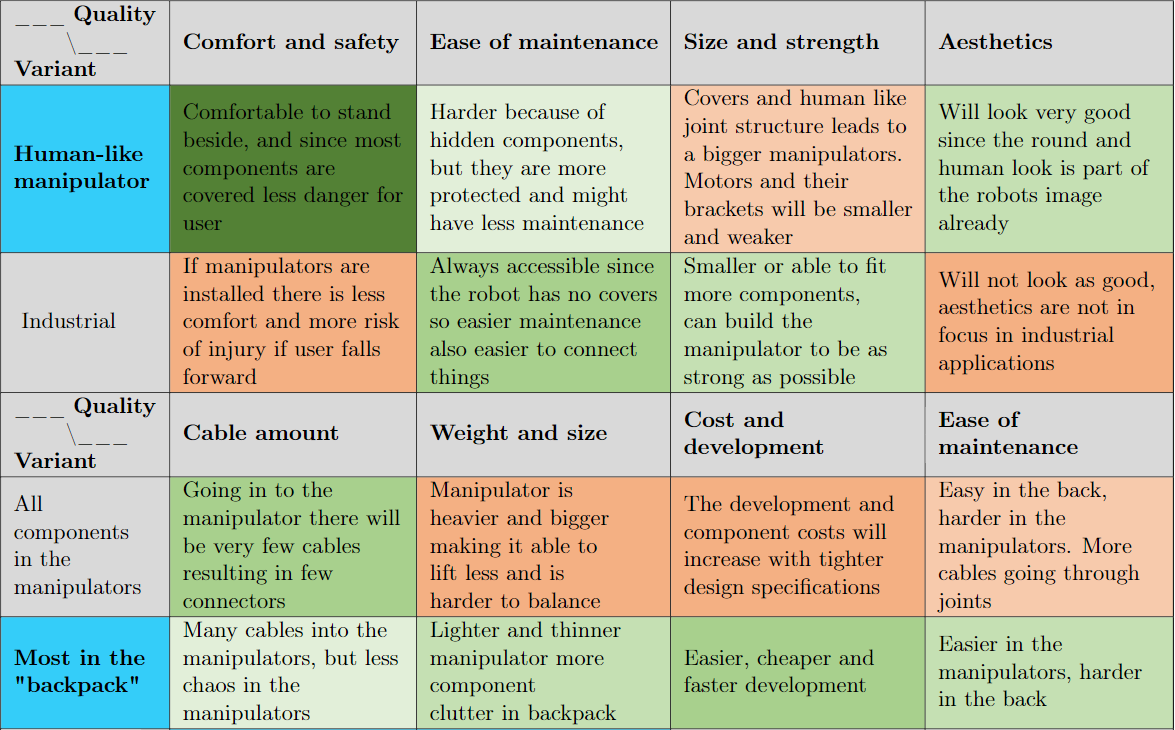 ___ Quality
\___
Variant
Comfort and safety
Ease of maintenance
Size and strength
Aesthetics
Human-like
manipulator
Comfortable to stand
beside, and since most
components are
covered less danger for
user
Harder because of
hidden components,
but they are more
protected and might
have less maintenance
Covers and human like
joint structure leads to
a bigger manipulators.
Motors and their
brackets will be smaller
and weaker
Will look very good
since the round and
human look is part of
the robots image
already
Industrial
If manipulators are
installed there is less
comfort and more risk
of injury if user falls
forward
Always accessible since
the robot has no covers
so easier maintenance
also easier to connect
things
Smaller or able to fit
more components,
can build the
manipulator to be as
strong as possible
Will not look as good,
aesthetics are not in
focus in industrial
applications
___ Quality
\___
Variant
Cable amount
Weight and size
Cost and
development
Ease of
maintenance
All
components
in the
manipulators
Going in to the
manipulator there will
be very few cables
resulting in few
connectors
Manipulator is
heavier and bigger
making it able to
lift less and is
harder to balance
The development and
component costs will
increase with tighter
design specifications
Easy in the back,
harder in the
manipulators. More
cables going through
joints
Most in the
"backpack"
Many cables into the
manipulators, but less
chaos in the
manipulators
Lighter and thinner
manipulator more
component
clutter in backpack
Easier, cheaper and
faster development
Easier in the
manipulators, harder
in the back